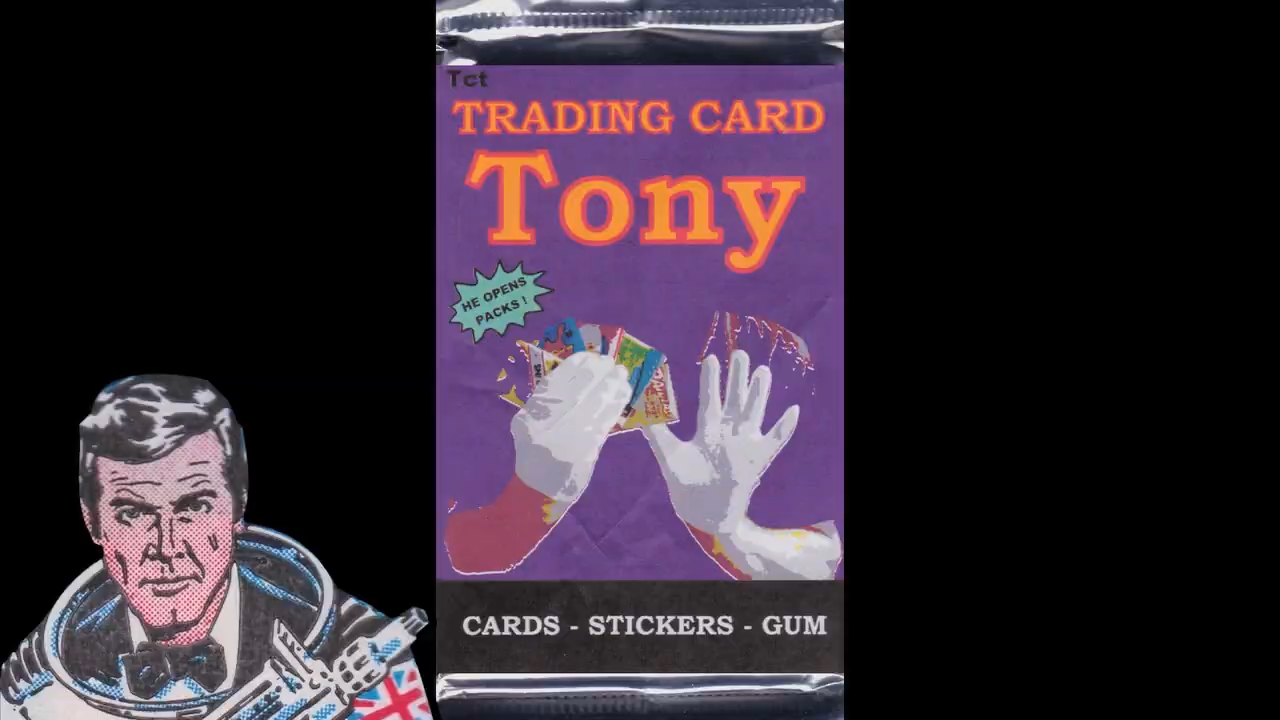 Tct
TRADING CARD
Tony
HE OPENS
PACKS !
CARDS - STICKERS - GUM